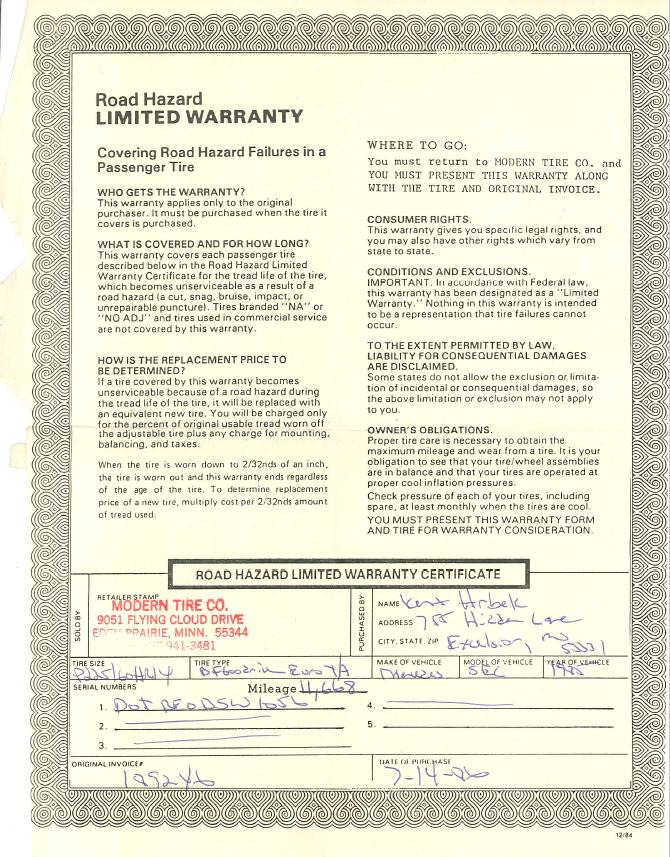 Road Hazard
LIMITED WARRANTY
Covering Road Hazard Failures in a
Passenger Tire
WHO GETS THE WARRANTY?
This warranty applies only to the original
purchaser. It must be purchased when the tire it
covers is purchased.
WHAT IS COVERED AND FOR HOW LONG?
This warranty covers each passenger tire
described below in the Road Hazard Limited
Warranty Certificate for the tread life of the tire,
which becomes unserviceable as a result of a
road hazard (a cut, snag, bruise, impact, or
unrepairable puncture). Tires branded "NA" or
"NO ADJ" and tires used in commercial service
are not covered by this warranty.
HOW IS THE REPLACEMENT PRICE TO
BE DETERMINED?
If a tire covered by this warranty becomes
unserviceable because of a road hazard during
the tread life of the tire, it will be replaced with
an equivalent new tire. You will be charged only
for the percent of original usable tread worn off
the adjustable tire plus any charge for mounting,
balancing, and taxes.
When the tire is worn down to 2/32nds of an inch,
the tire is worn out and this warranty ends regardless
of the age of the tire. To determine replacement
price of a new tire, multiply cost per 2/32nds amount
of tread used.
WHERE TO GO:
You must return to MODERN TIRE CO. and
YOU MUST PRESENT THIS WARRANTY ALONG
WITH THE TIRE AND ORIGINAL INVOICE.
CONSUMER RIGHTS.
This warranty gives you specific legal rights, and
you may also have other rights which vary from
state to state.
CONDITIONS AND EXCLUSIONS.
IMPORTANT. In accordance with Federal law,
this warranty has been designated as a "Limited
Warranty." Nothing in this warranty is intended
to be a representation that tire failures cannot
occur.
TO THE EXTENT PERMITTED BY LAW,
LIABILITY FOR CONSEQUENTAL DAMAGES
ARE DISCLAIMED.
Some states do not allow the exclusion or limita-
tion of incidental or consequential damages, so
the above limitation or exclusion may not apply
to you.
OWNER'S OBLIGATIONS.
Proper tire care is necessary to obtain the
maximum mileage and wear from a tire. It is your
obligation to see that your tire/wheel assemblies
are in balance and that your tires are operated at
proper cool inflation pressures.
Check pressure of each of your tires, including
spare, at least monthly when the tires are cool.
YOU MUST PRESENT THIS WARRANTY FORM
AND TIRE FOR WARRANTY CONSIDERATION.
ROAD HAZARD LIMITED WARRANTY CERTIFICATE
SOLD BY
RETAILER STAMP
MODERN TIRE CO.
9051 FLYING CLOUD DRIVE
EDEN PRAIRIE, MINN. 55344
941-3481
PURCHASED BY
NAME Kent Hrbek
ADDRESS Hidden Lane
CITY, STATE, ZIP Excelsior, MN 55331
TIRE SIZE P225/60HR14
TIRE TYPE BFGoodrich Euro T/A
MAKE OF VEHICLE Mercedes
MODEL OF VEHICLE SEC
YEAR OF VEHICLE
SERIAL NUMBERS
Mileage 11,668
1. DOT
2.
3.
4.
5.
ORIGINAL INVOICE#
DATE OF PURCHASE
7-14-86
12/84